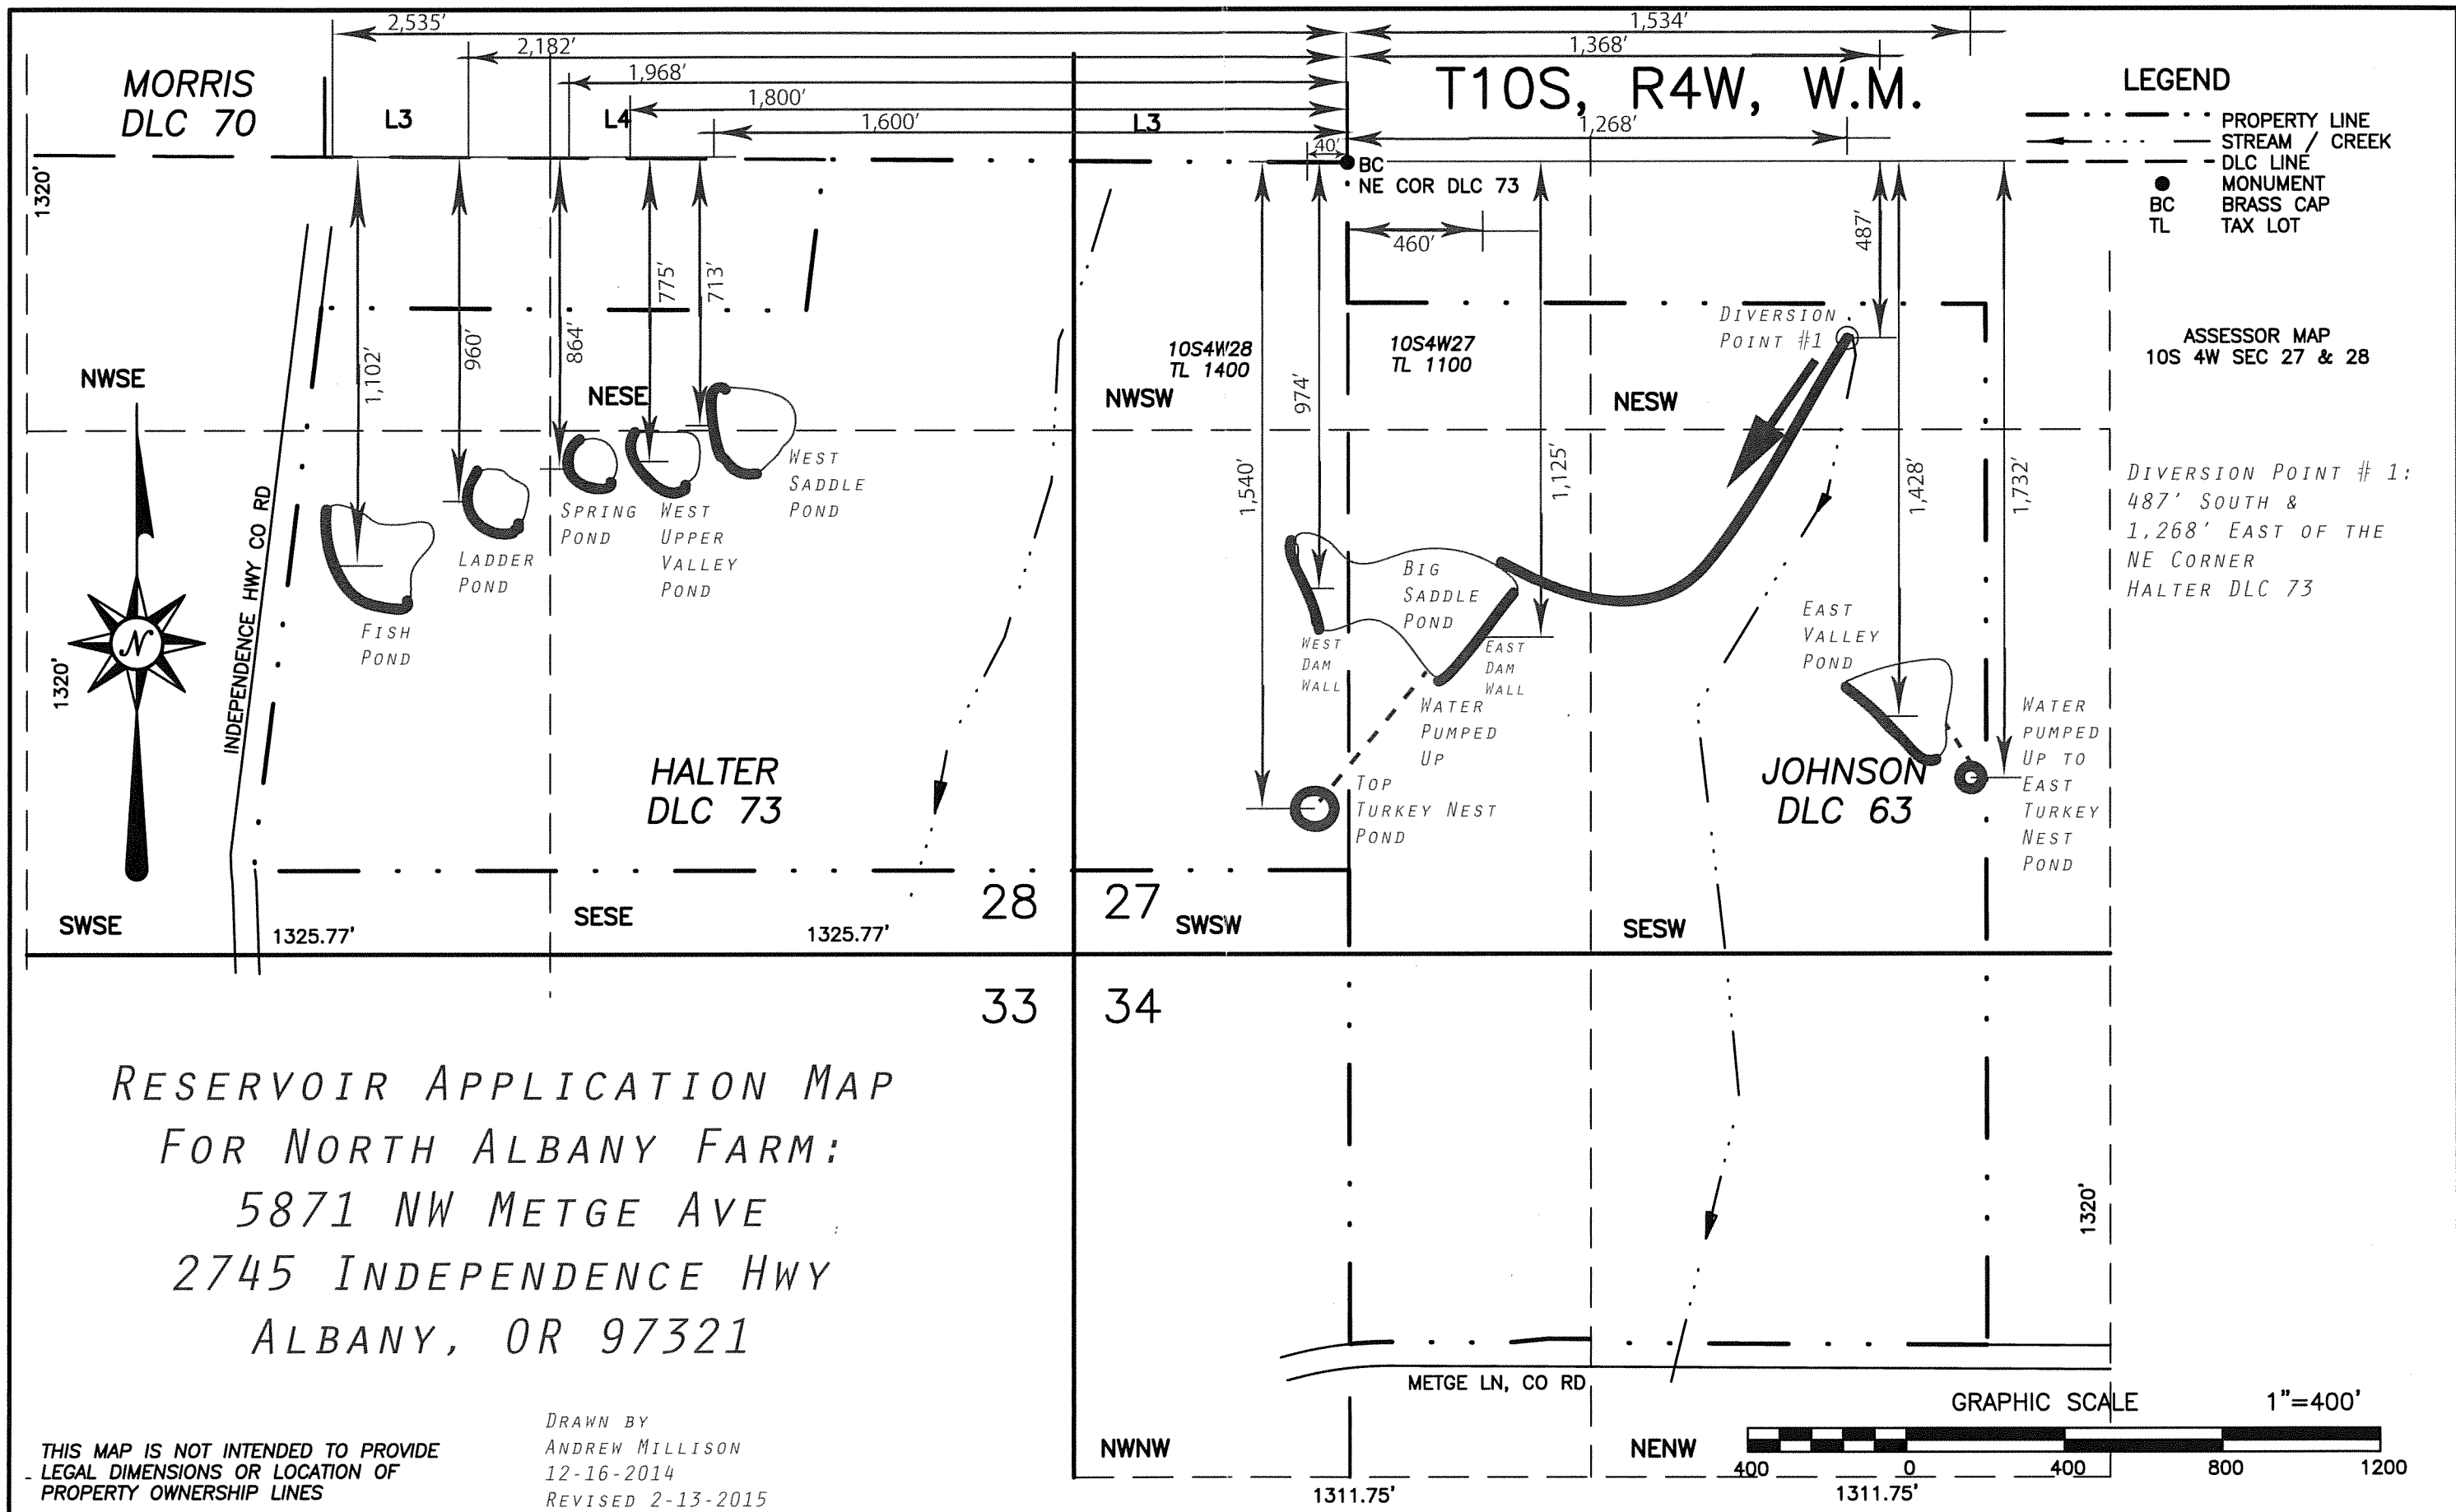 2,535'
1,534'
2,182'
1,368'
1,968'
1,800'
1,600'
1,268'
40'
MORRIS
DLC 70
L3
L4
L3
T10S, R4W, W.M.
LEGEND
PROPERTY LINE
STREAM / CREEK
DLC LINE
MONUMENT
BC BRASS CAP
TL TAX LOT
BC
NE COR DLC 73
1320'
460'
487'
775'
713'
864'
960'
1,102'
974'
1,540'
1,125'
1,428'
1,732'
DIVERSION
POINT #1
10S4W28
TL 1400
10S4W27
TL 1100
ASSESSOR MAP
10S 4W SEC 27 & 28
NWSE
NESE
NWSW
NESW
DIVERSION POINT # 1:
487' SOUTH &
1,268' EAST OF THE
NE CORNER
HALTER DLC 73
WEST
SADDLE
POND
WEST
UPPER
VALLEY
POND
SPRING
POND
LADDER
POND
FISH
POND
BIG
SADDLE
POND
WEST
DAM
WALL
EAST
DAM
WALL
EAST
VALLEY
POND
WATER
PUMPED
UP
WATER
PUMPED
UP TO
EAST
TURKEY
NEST
POND
TOP
TURKEY NEST
POND
N
1320'
INDEPENDENCE HWY CO RD
HALTER
DLC 73
JOHNSON
DLC 63
SWSE
SESE
SWSW
SESW
1325.77'
1325.77'
28
27
33
34
RESERVOIR APPLICATION MAP
FOR NORTH ALBANY FARM:
5871 NW METGE AVE
2745 INDEPENDENCE HWY
ALBANY, OR 97321
1320'
METGE LN, CO RD
GRAPHIC SCALE 1"=400'
400 0 400 800 1200
NWNW
NENW
1311.75'
1311.75'
THIS MAP IS NOT INTENDED TO PROVIDE
LEGAL DIMENSIONS OR LOCATION OF
PROPERTY OWNERSHIP LINES
DRAWN BY
ANDREW MILLISON
12-16-2014
REVISED 2-13-2015